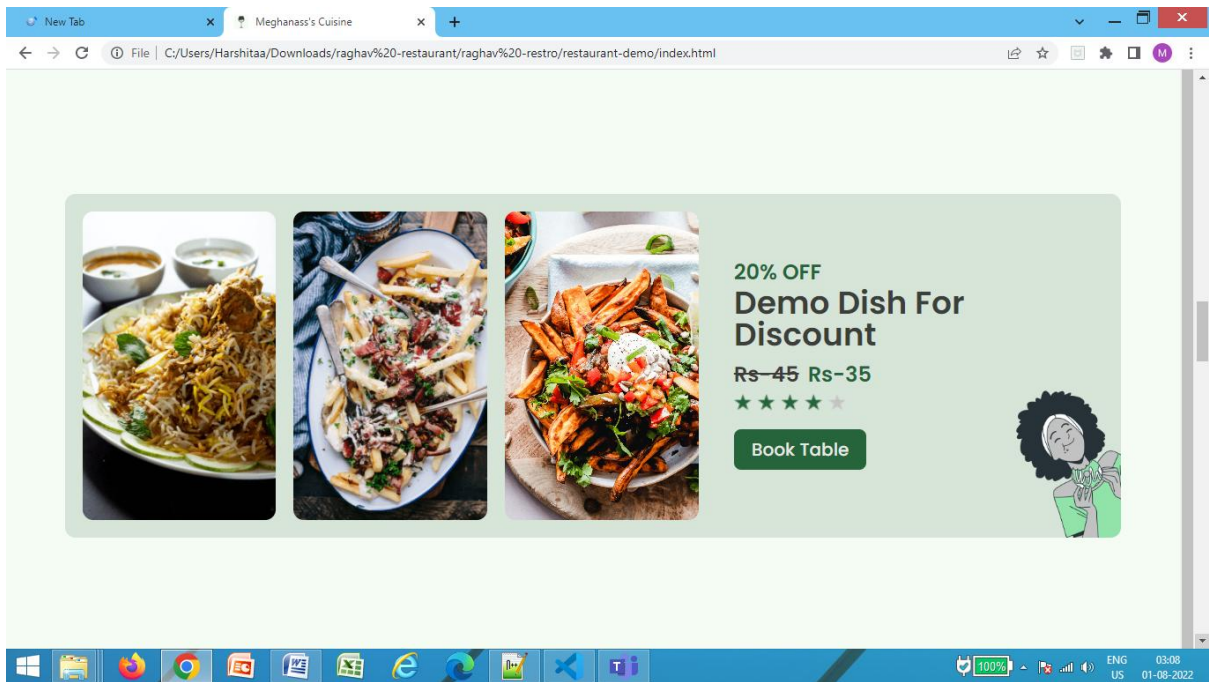 New Tab
Meghanass's Cuisine
File | C:/Users/Harshitaa/Downloads/raghav%20-restaurant/raghav%20-restro/restaurant-demo/index.html
M
20% OFF
Demo Dish For
Discount
Rs-45 Rs-35
Book Table
100%
ENG 03:08
US 01-08-2022